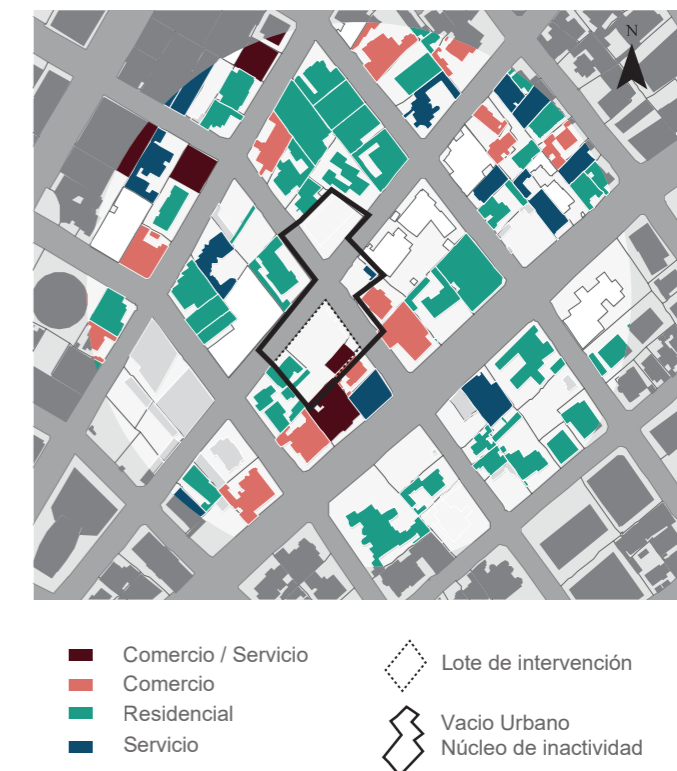 N
Comercio / Servicio
Comercio
Residencial
Servicio
Lote de intervención
Vacio Urbano
Núcleo de inactividad